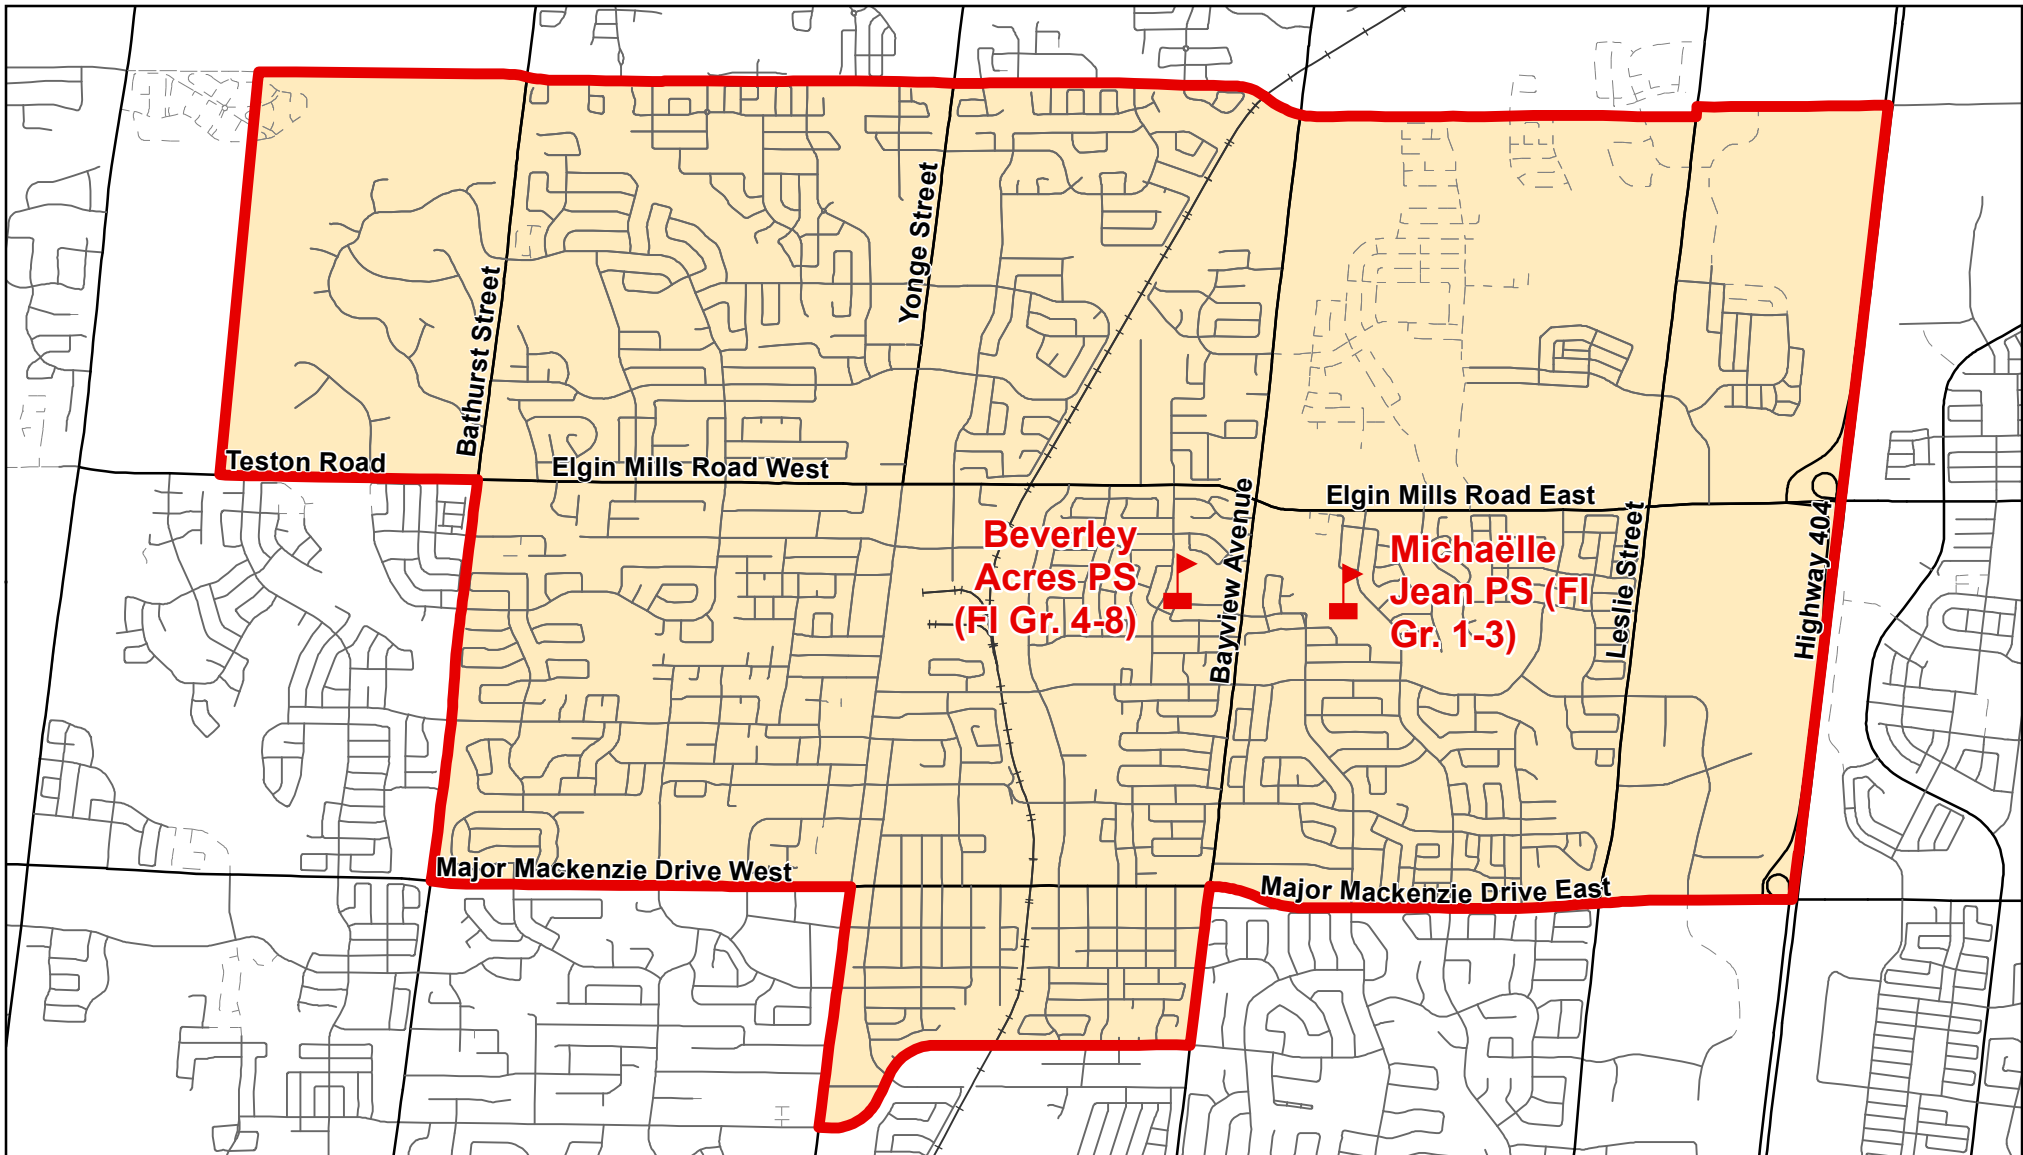 Yonge Street
Bathurst Street
Teston Road
Elgin Mills Road West
Elgin Mills Road East
Bayview Avenue
Leslie Street
Highway 404
Beverley
Acres PS
(FI Gr. 4-8)
Michaëlle
Jean PS (FI
Gr. 1-3)
Major Mackenzie Drive West
Major Mackenzie Drive East